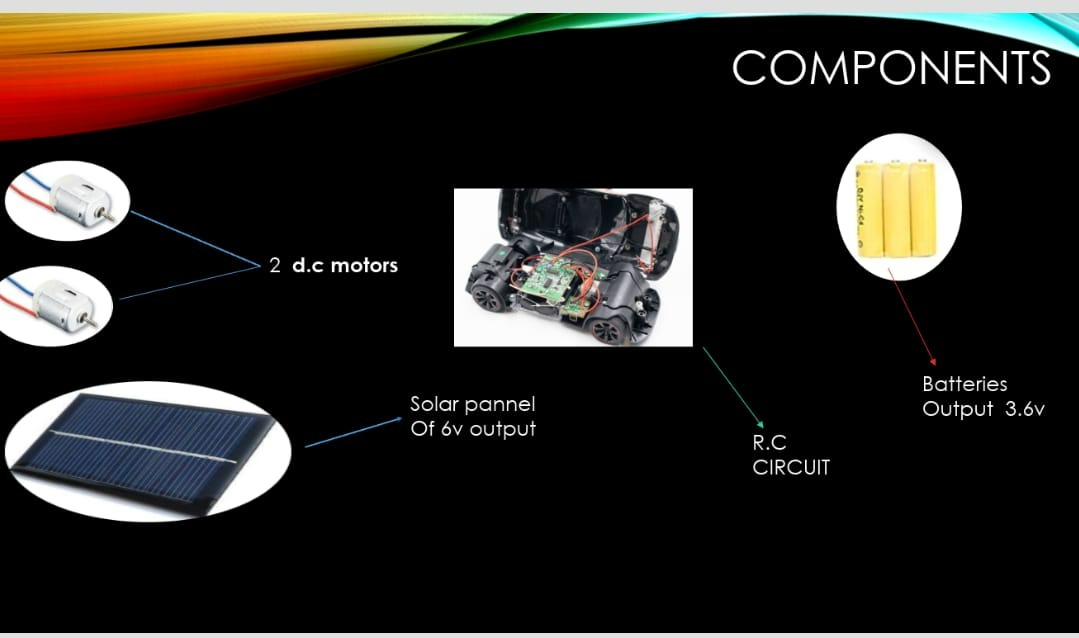 COMPONENTS
2 d.c motors
Solar pannel
Of 6v output
R.C
CIRCUIT
Batteries
Output 3.6v